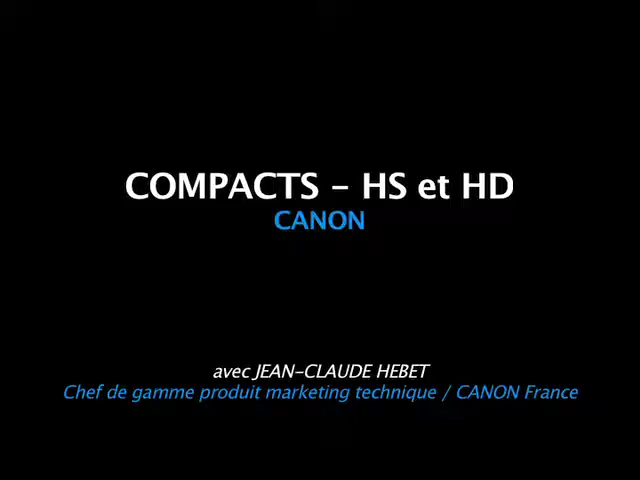 COMPACTS - HS et HD
CANON
avec JEAN-CLAUDE HEBET
Chef de gamme produit marketing technique / CANON France